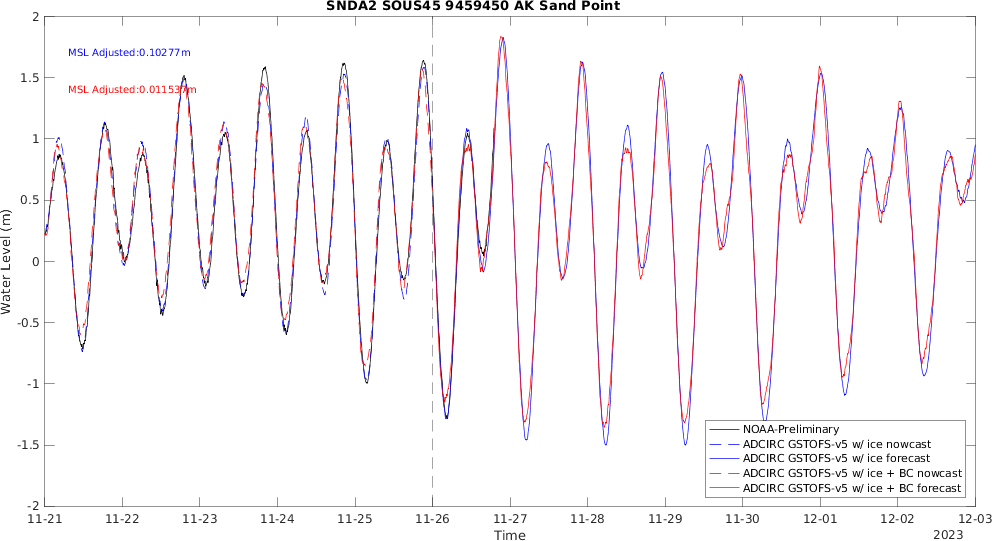 SNDA2 SOUS45 9459450 AK Sand Point
MSL Adjusted:0.10277m
MSL Adjusted:0.011537m
Water Level (m)
2
1.5
1
0.5
0
-0.5
-1
-1.5
-2
NOAA-Preliminary
ADCIRC GSTOFS-v5 w/ ice nowcast
ADCIRC GSTOFS-v5 w/ ice forecast
ADCIRC GSTOFS-v5 w/ ice + BC nowcast
ADCIRC GSTOFS-v5 w/ ice + BC forecast
11-21 11-22 11-23 11-24 11-25 11-26 11-27 11-28 11-29 11-30 12-01 12-02 12-03
Time
2023